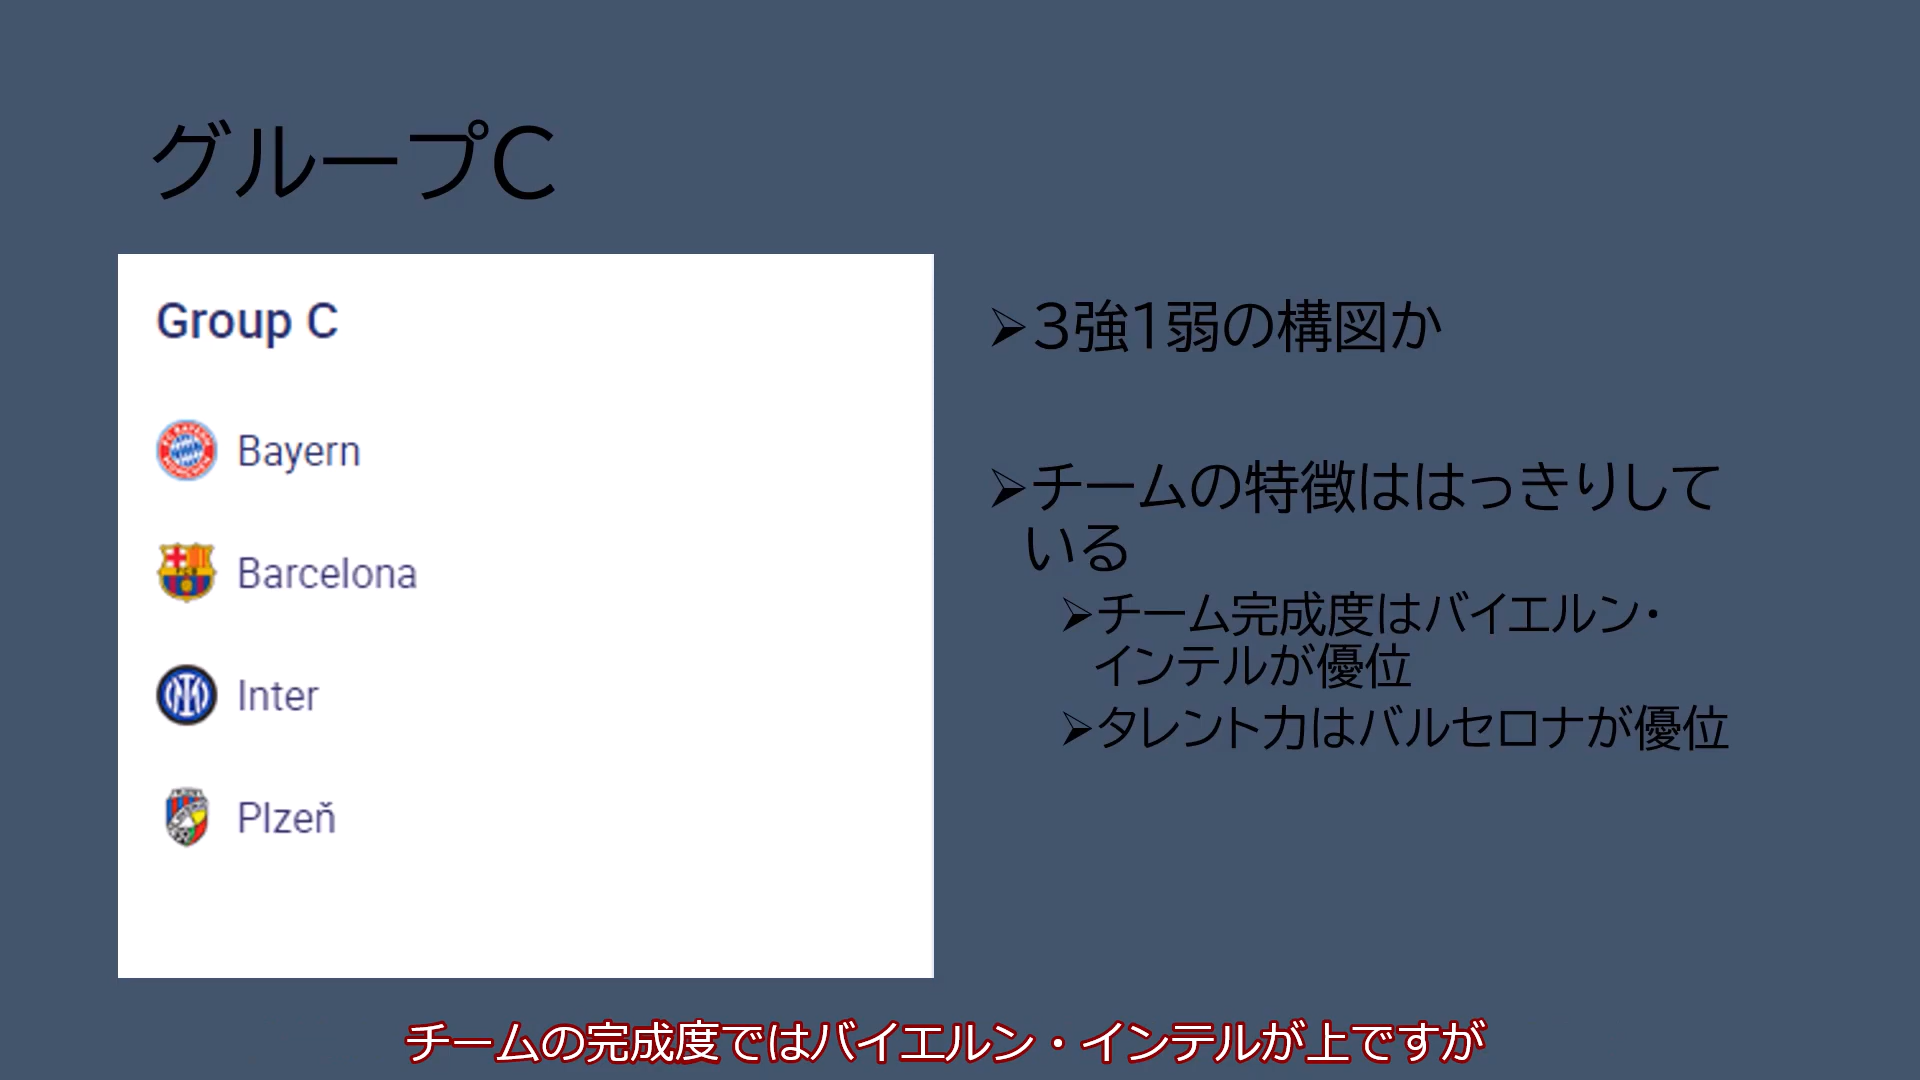 グループC
Group C
Bayern
Barcelona
Inter
Plzeň
➢3強1弱の構図か
➢チームの特徴ははっきりして
いる
➢チーム完成度はバイエルン・
インテルが優位
➢タレント力はバルセロナが優位
チームの完成度ではバイエルン・インテルが上ですが